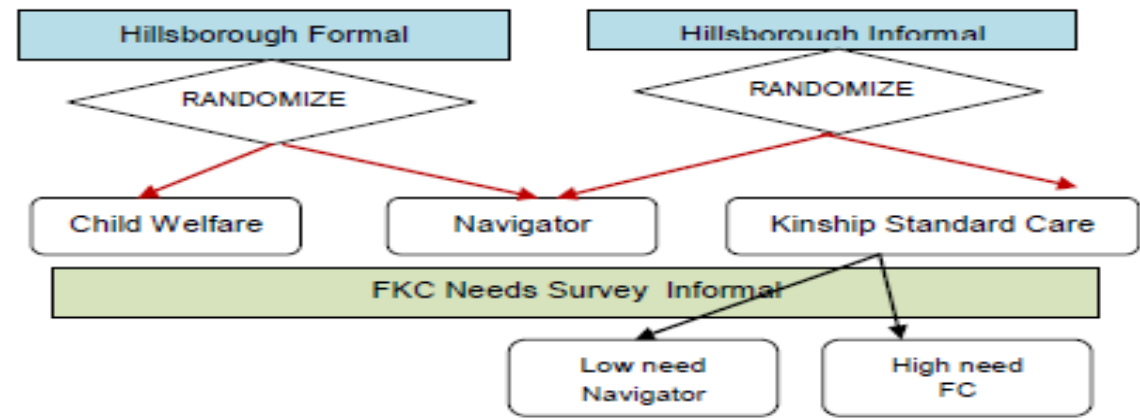 Hillsborough Formal
Hillsborough Informal
RANDOMIZE
RANDOMIZE
Child Welfare
Navigator
Kinship Standard Care
FKC Needs Survey Informal
Low need
Navigator
High need
FC